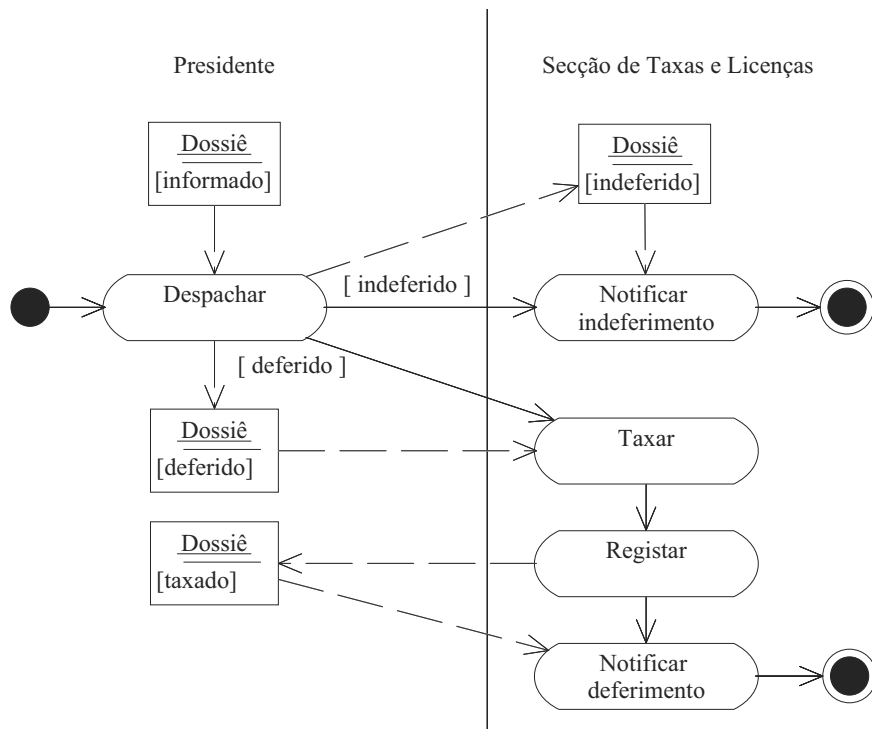 Presidente
Secção de Taxas e Licenças
Dossiê
[informado]
Dossiê
[indeferido]
Despachar
[ indeferido ]
Notificar
indeferimento
[ deferido ]
Dossiê
[deferido]
Taxar
Dossiê
[taxado]
Registar
Notificar
deferimento